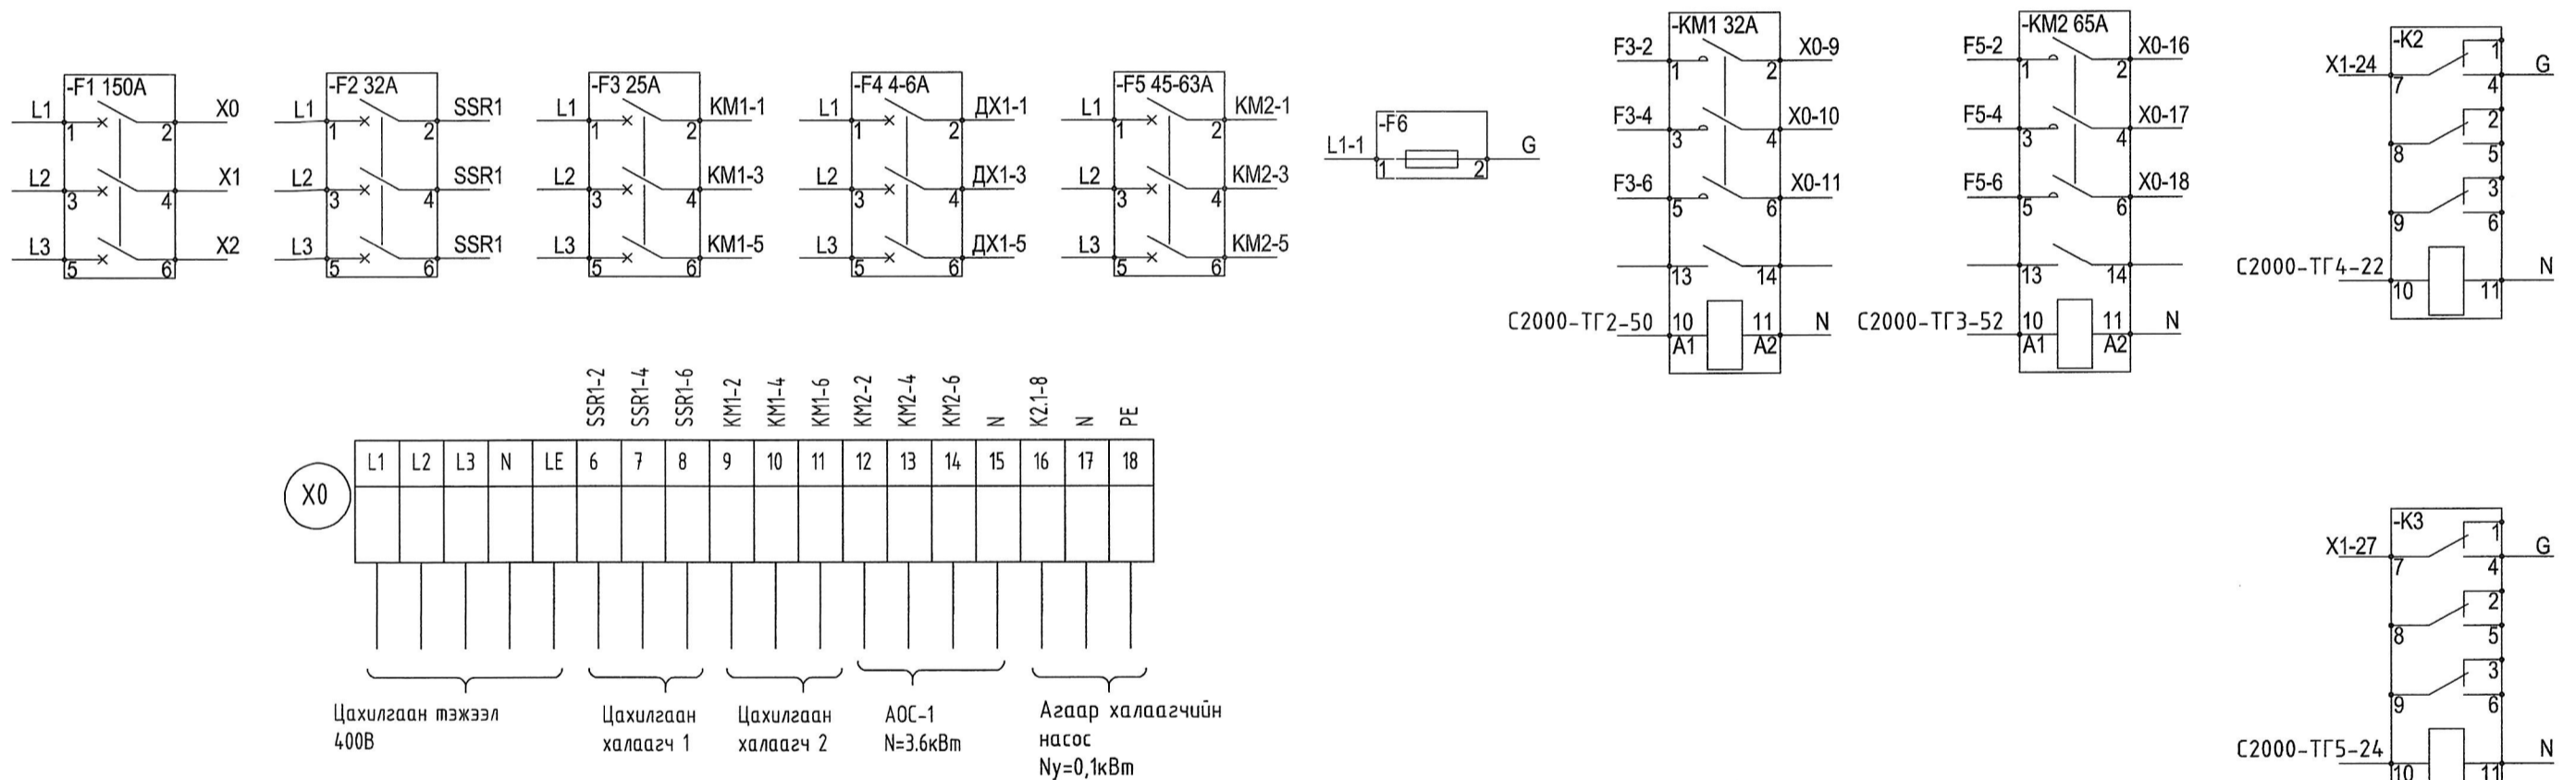 -F1 150A
L1 1 2 X0
L2 3 4 X1
L3 5 6 X2
-F2 32A
L1 1 2 SSR1
L2 3 4 SSR1
L3 5 6 SSR1
-F3 25A
L1 1 2 KM1-1
L2 3 4 KM1-3
L3 5 6 KM1-5
-F4 4-6A
L1 1 2 ДХ1-1
L2 3 4 ДХ1-3
L3 5 6 ДХ1-5
-F5 45-63A
L1 1 2 KM2-1
L2 3 4 KM2-3
L3 5 6 KM2-5
-F6
L1-1 1 2 G
-KM1 32A
F3-2 1 2 X0-9
F3-4 3 4 X0-10
F3-6 5 6 X0-11
13 14
С2000-ТГ2-50 10 11 N
A1 A2
-KM2 65A
F5-2 1 2 X0-16
F5-4 3 4 X0-17
F5-6 5 6 X0-18
13 14
С2000-ТГ3-52 10 11 N
A1 A2
-K2
1
X1-24 7 4 G
2
8 5
3
9 6
С2000-ТГ4-22 10 11 N
SSR1-2 SSR1-4 SSR1-6 KM1-2 KM1-4 KM1-6 KM2-2 KM2-4 KM2-6 N K2.1-8 N PE
X0 L1 L2 L3 N LE 6 7 8 9 10 11 12 13 14 15 16 17 18
Цахилгаан тэжээл
400В
Цахилгаан
халаагч 1
Цахилгаан
халаагч 2
АОС-1
N=3.6кВт
Агаар халаагчийн
насос
Nу=0,1кВт
-K3
1
X1-27 7 4 G
2
8 5
3
9 6
С2000-ТГ5-24 10 11 N